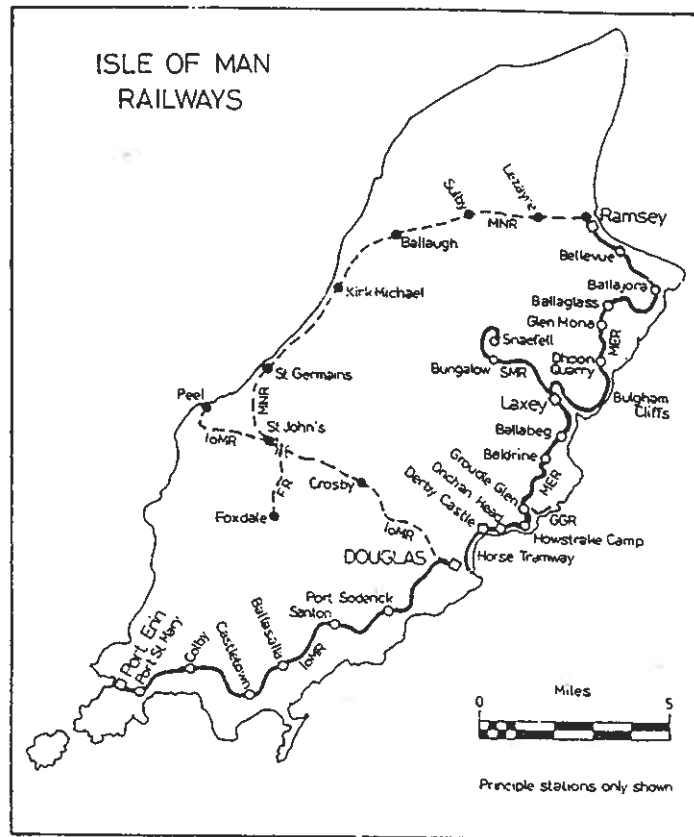 ISLE OF MAN
RAILWAYS
Sulby
Lezayre
Ramsey
MNR
Ballaugh
Bellevue
Kirk Michael
Ballajora
Ballaglass
Glen Mona
Snaefell
MER
Dhoon
Quarry
Bungalow
SMR
St Germains
Bulgham
Cliffs
Laxey
Peel
MNR
St John's
Ballabeg
IoMR
Baldrine
Groudle Glen
MER
Onchan Head
Derby Castle
Crosby
FR
GGR
Foxdale
IoMR
Howstrake Camp
DOUGLAS
Horse Tramway
Port Soderick
Santon
Ballasalla
IoMR
Castletown
Colby
Port Erin
Port St Mary
0 Miles 5
Principle stations only shown